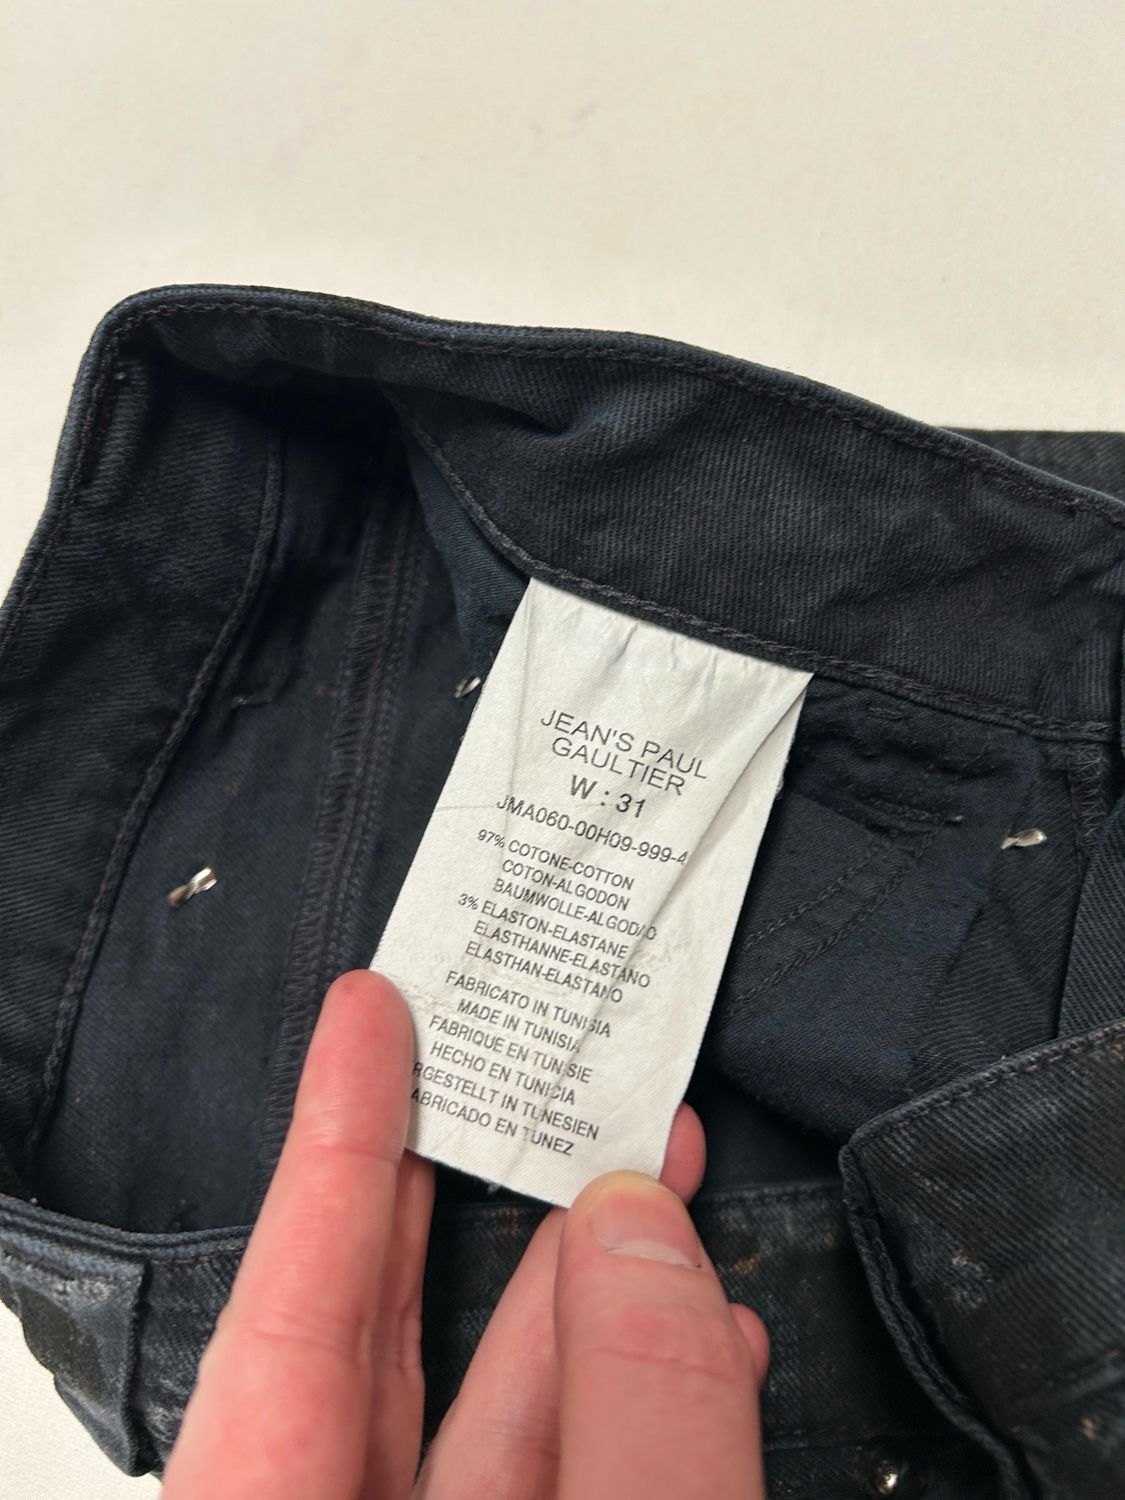 JEAN'S PAUL
GAULTIER
W : 31
JMA060-00H09-999-4
97% COTONE-COTTON
COTON-ALGODON
BAUMWOLLE-ALGODAO
3% ELASTON-ELASTANE
ELASTHANNE-ELASTANO
ELASTHAN-ELASTANO
FABRICATO IN TUNISIA
MADE IN TUNISIA
FABRIQUE EN TUNISIE
HECHO EN TUNICIA
RGESTELLT IN TUNESIEN
ABRICADO EN TUNEZ